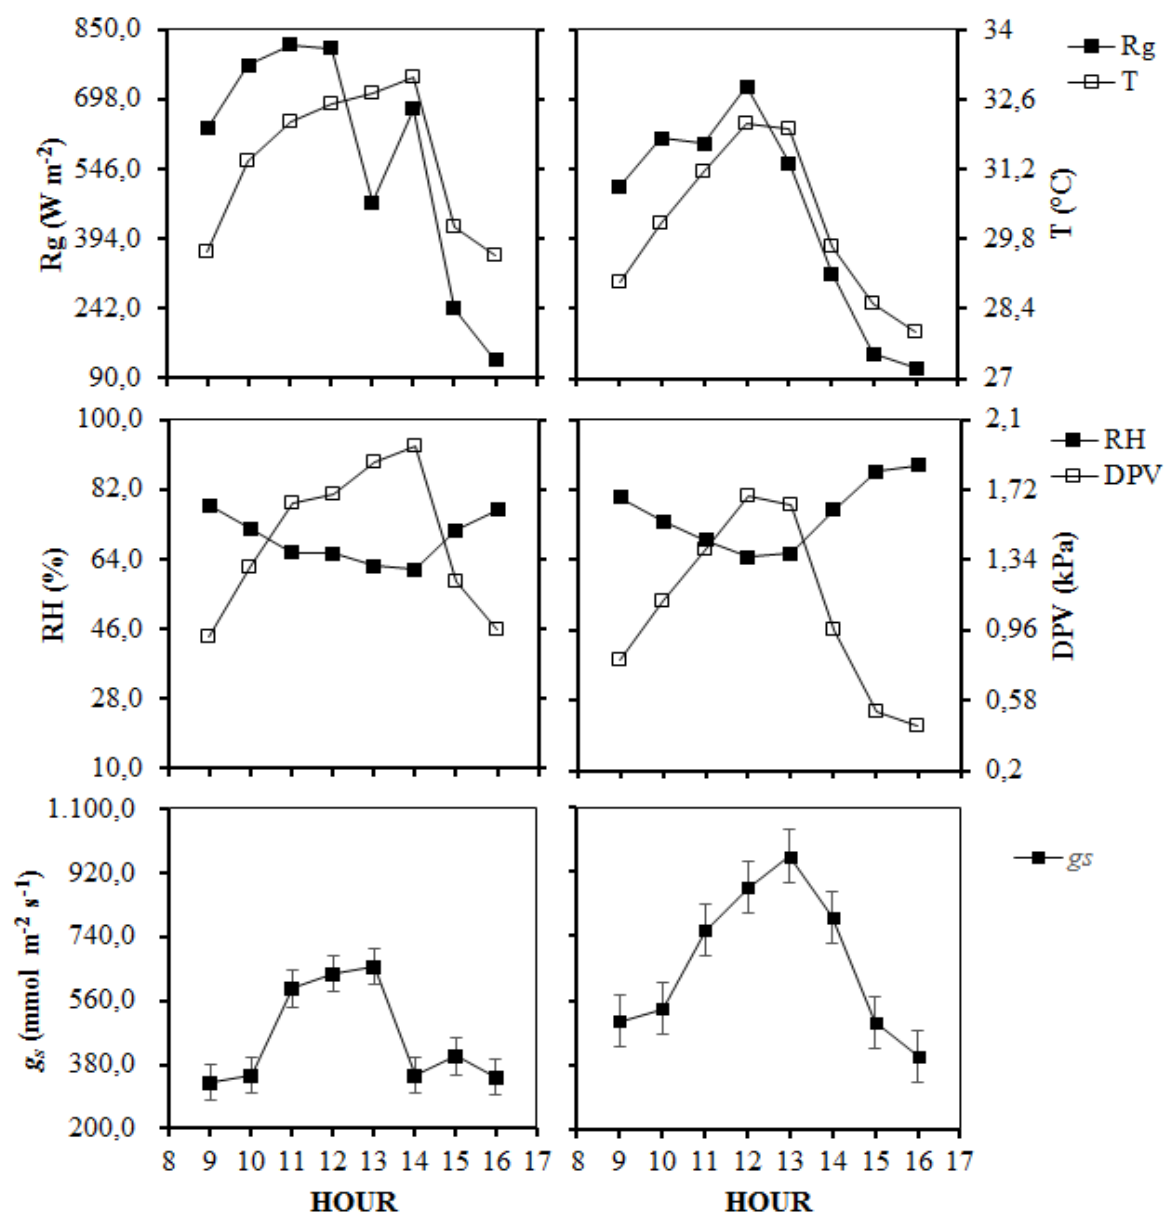 850,0
698,0
546,0
394,0
242,0
90,0
Rg (W m-2)
34
32,6
31,2
29,8
28,4
27
T (°C)
Rg
T
100,0
82,0
64,0
46,0
28,0
10,0
RH (%)
2,1
1,72
1,34
0,96
0,58
0,2
DPV (kPa)
RH
DPV
1.100,0
920,0
740,0
560,0
380,0
200,0
gs (mmol m-2 s-1)
gs
8 9 10 11 12 13 14 15 16 17
8 9 10 11 12 13 14 15 16 17
HOUR
HOUR